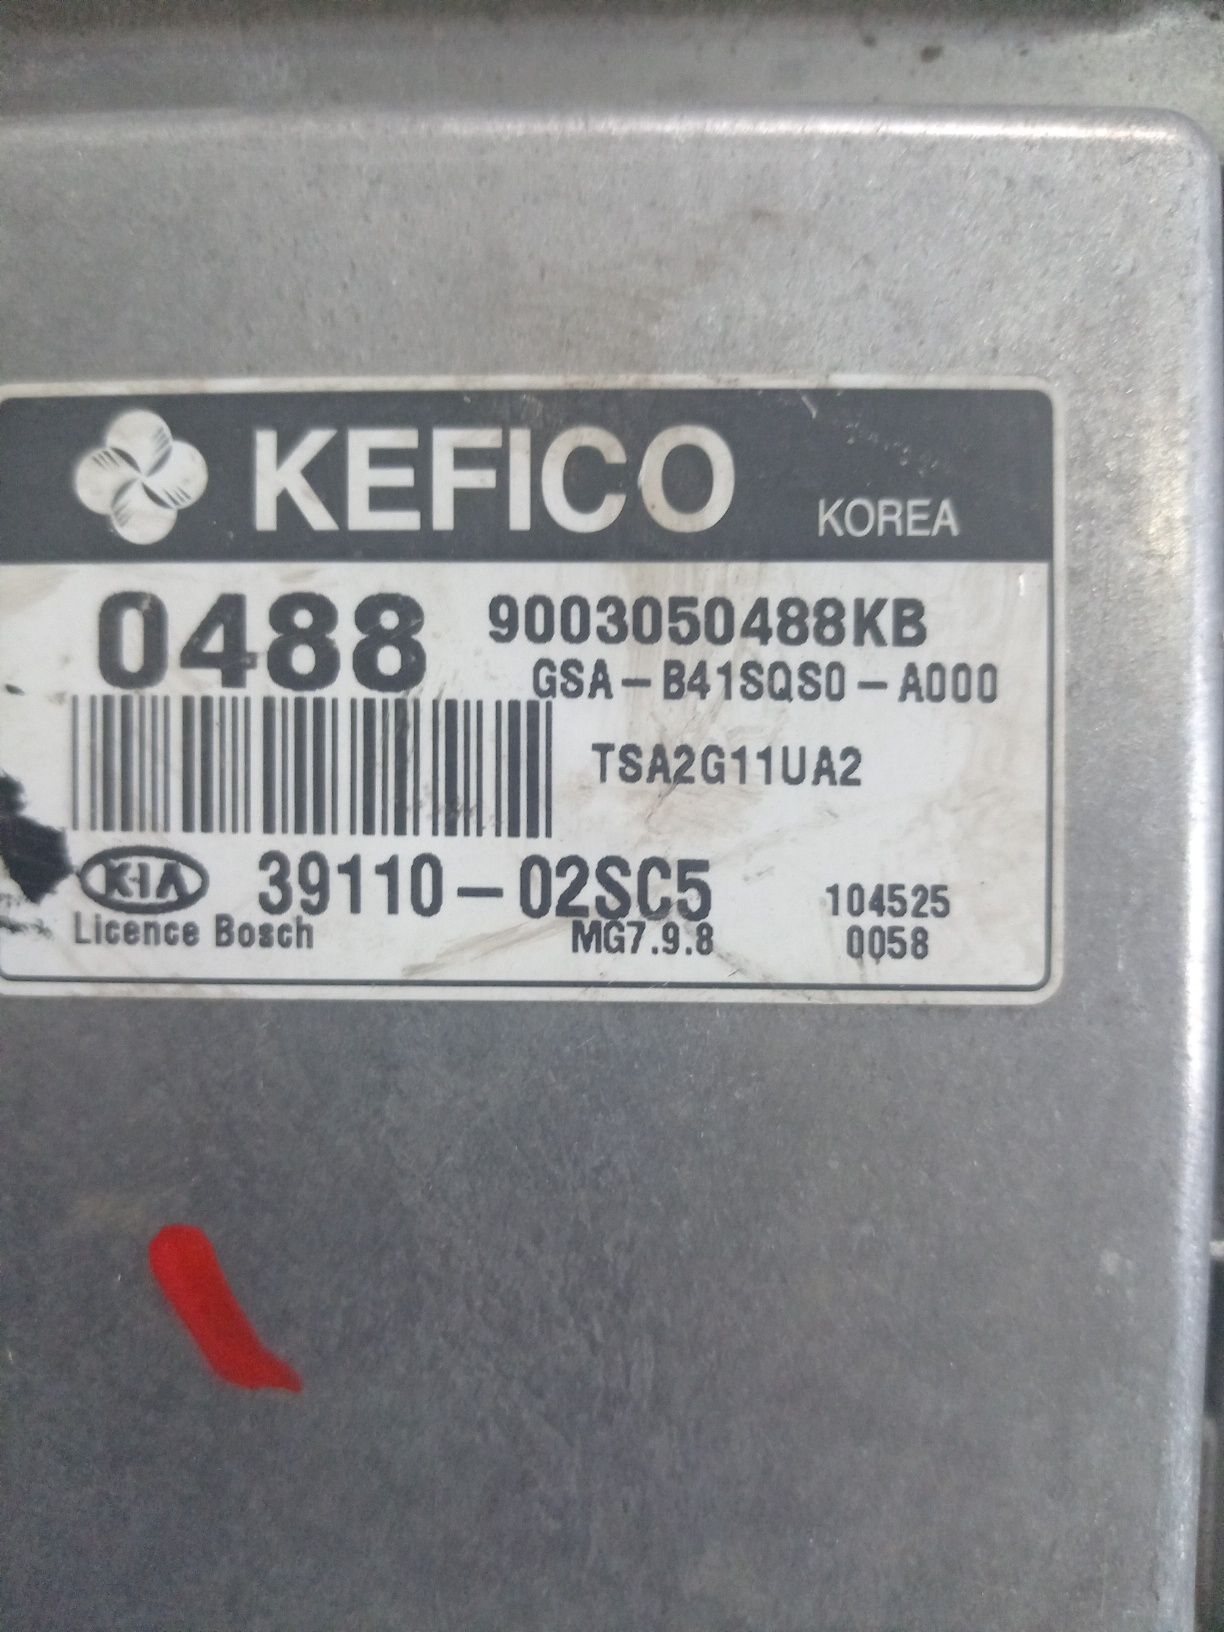 KEFICO KOREA
0488 9003050488KB
GSA-B41SQS0-A000
TSA2G11UA2
KIA 39110-02SC5 104525
Licence Bosch MG7.9.8 0058